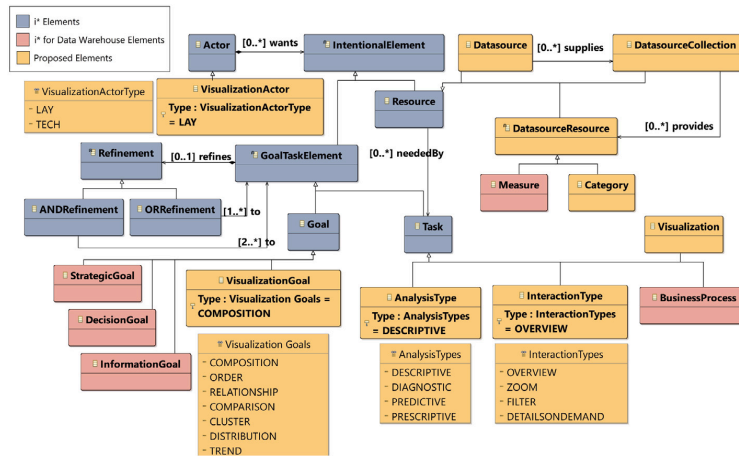 i* Elements
i* for Data Warehouse Elements
Proposed Elements
Actor
[0..*] wants
IntentionalElement
Datasource
[0..*] supplies
DatasourceCollection
VisualizationActorType
LAY
TECH
VisualizationActor
Type : VisualizationActorType
= LAY
Resource
DatasourceResource
[0..*] provides
Refinement
[0..1] refines
GoalTaskElement
[0..*] neededBy
Measure
Category
ANDRefinement
ORRefinement
[1..*] to
[2..*] to
Goal
Task
Visualization
StrategicGoal
VisualizationGoal
Type : Visualization Goals =
COMPOSITION
AnalysisType
Type : AnalysisTypes
= DESCRIPTIVE
InteractionType
Type : InteractionTypes
= OVERVIEW
BusinessProcess
DecisionGoal
InformationGoal
Visualization Goals
COMPOSITION
ORDER
RELATIONSHIP
COMPARISON
CLUSTER
DISTRIBUTION
TREND
AnalysisTypes
DESCRIPTIVE
DIAGNOSTIC
PREDICTIVE
PRESCRIPTIVE
InteractionTypes
OVERVIEW
ZOOM
FILTER
DETAILSONDEMAND